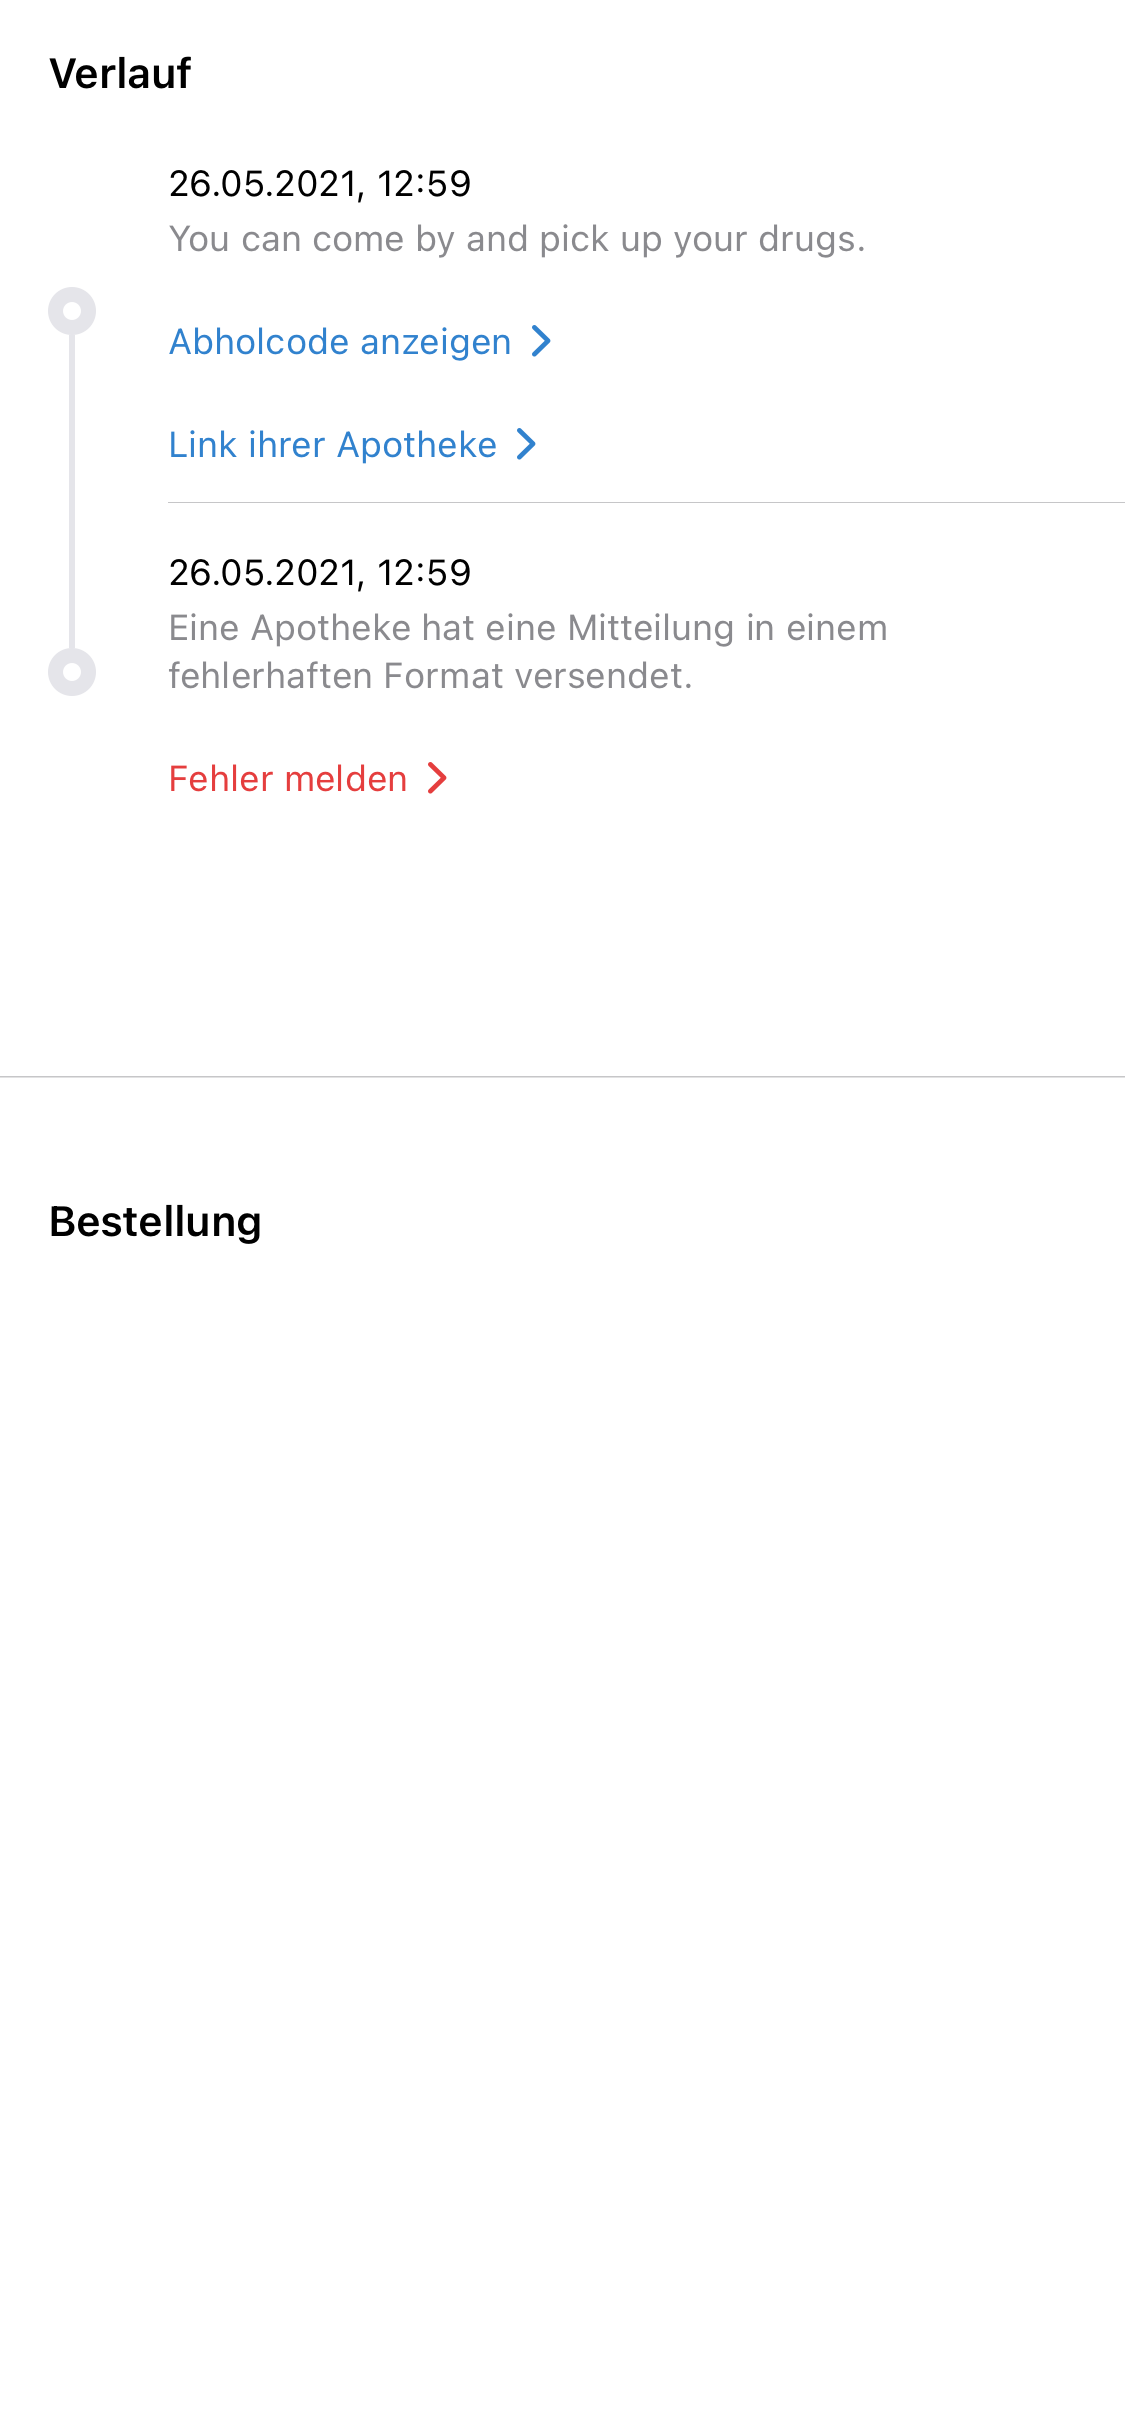 Verlauf
26.05.2021, 12:59
You can come by and pick up your drugs.
Abholcode anzeigen
Link ihrer Apotheke
26.05.2021, 12:59
Eine Apotheke hat eine Mitteilung in einem
fehlerhaften Format versendet.
Fehler melden
Bestellung